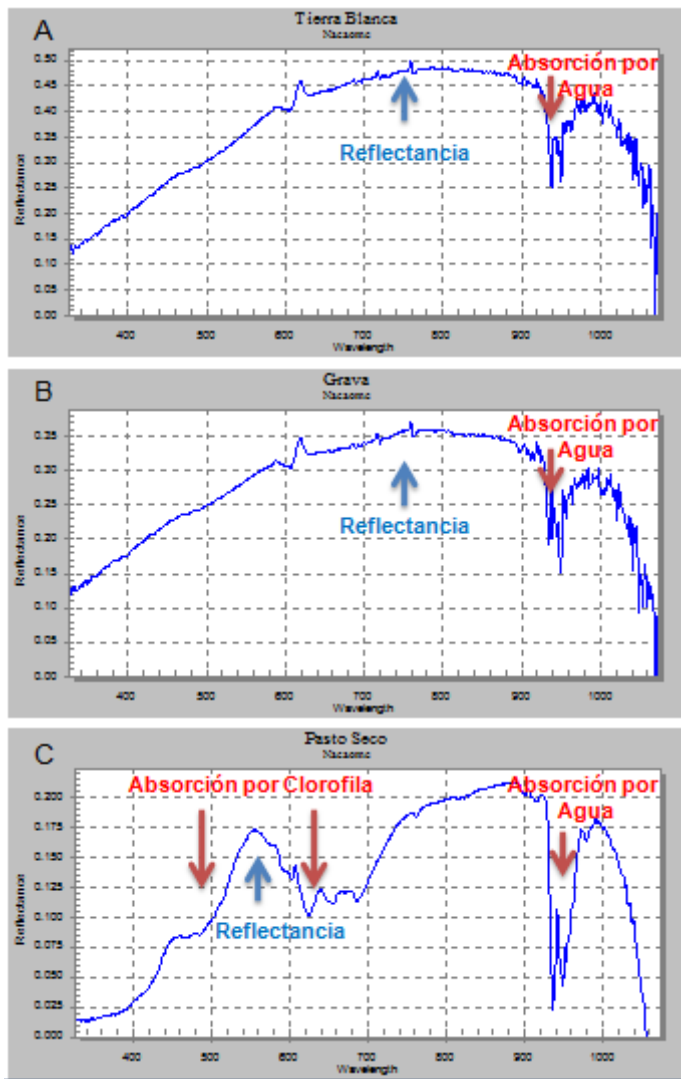 A
Tierra Blanca
Nacaome
Absorción por
Agua
Reflectancia
Reflectance
0.50
0.45
0.40
0.35
0.30
0.25
0.20
0.15
0.10
0.05
0.00
400 500 600 700 800 900 1000
Wavelength
B
Grava
Nacaome
Absorción por
Agua
Reflectancia
Reflectance
0.35
0.30
0.25
0.20
0.15
0.10
0.05
0.00
400 500 600 700 800 900 1000
Wavelength
C
Pasto Seco
Nacaome
Absorción por Clorofila
Absorción por
Agua
Reflectancia
Reflectance
0.200
0.175
0.150
0.125
0.100
0.075
0.050
0.025
0.000
400 500 600 700 800 900 1000
Wavelength